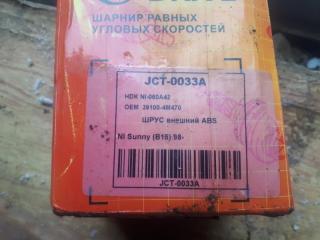 ШАРНИР РАВНЫХ
УГЛОВЫХ СКОРОСТЕЙ
JCT-0033A
HDK NI-060A42
OEM 39100-4M470
ШРУС внешний ABS
NI Sunny (B15) 98-
JCT-0033A